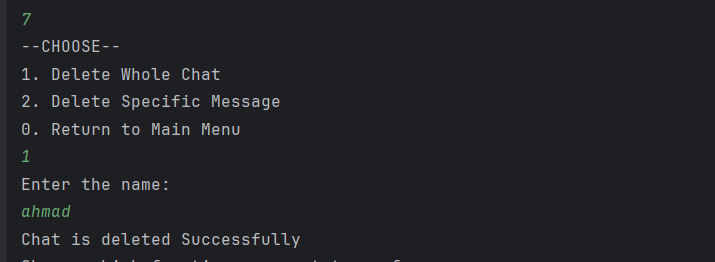 7
--CHOOSE--
1. Delete Whole Chat
2. Delete Specific Message
0. Return to Main Menu
1
Enter the name:
ahmad
Chat is deleted Successfully